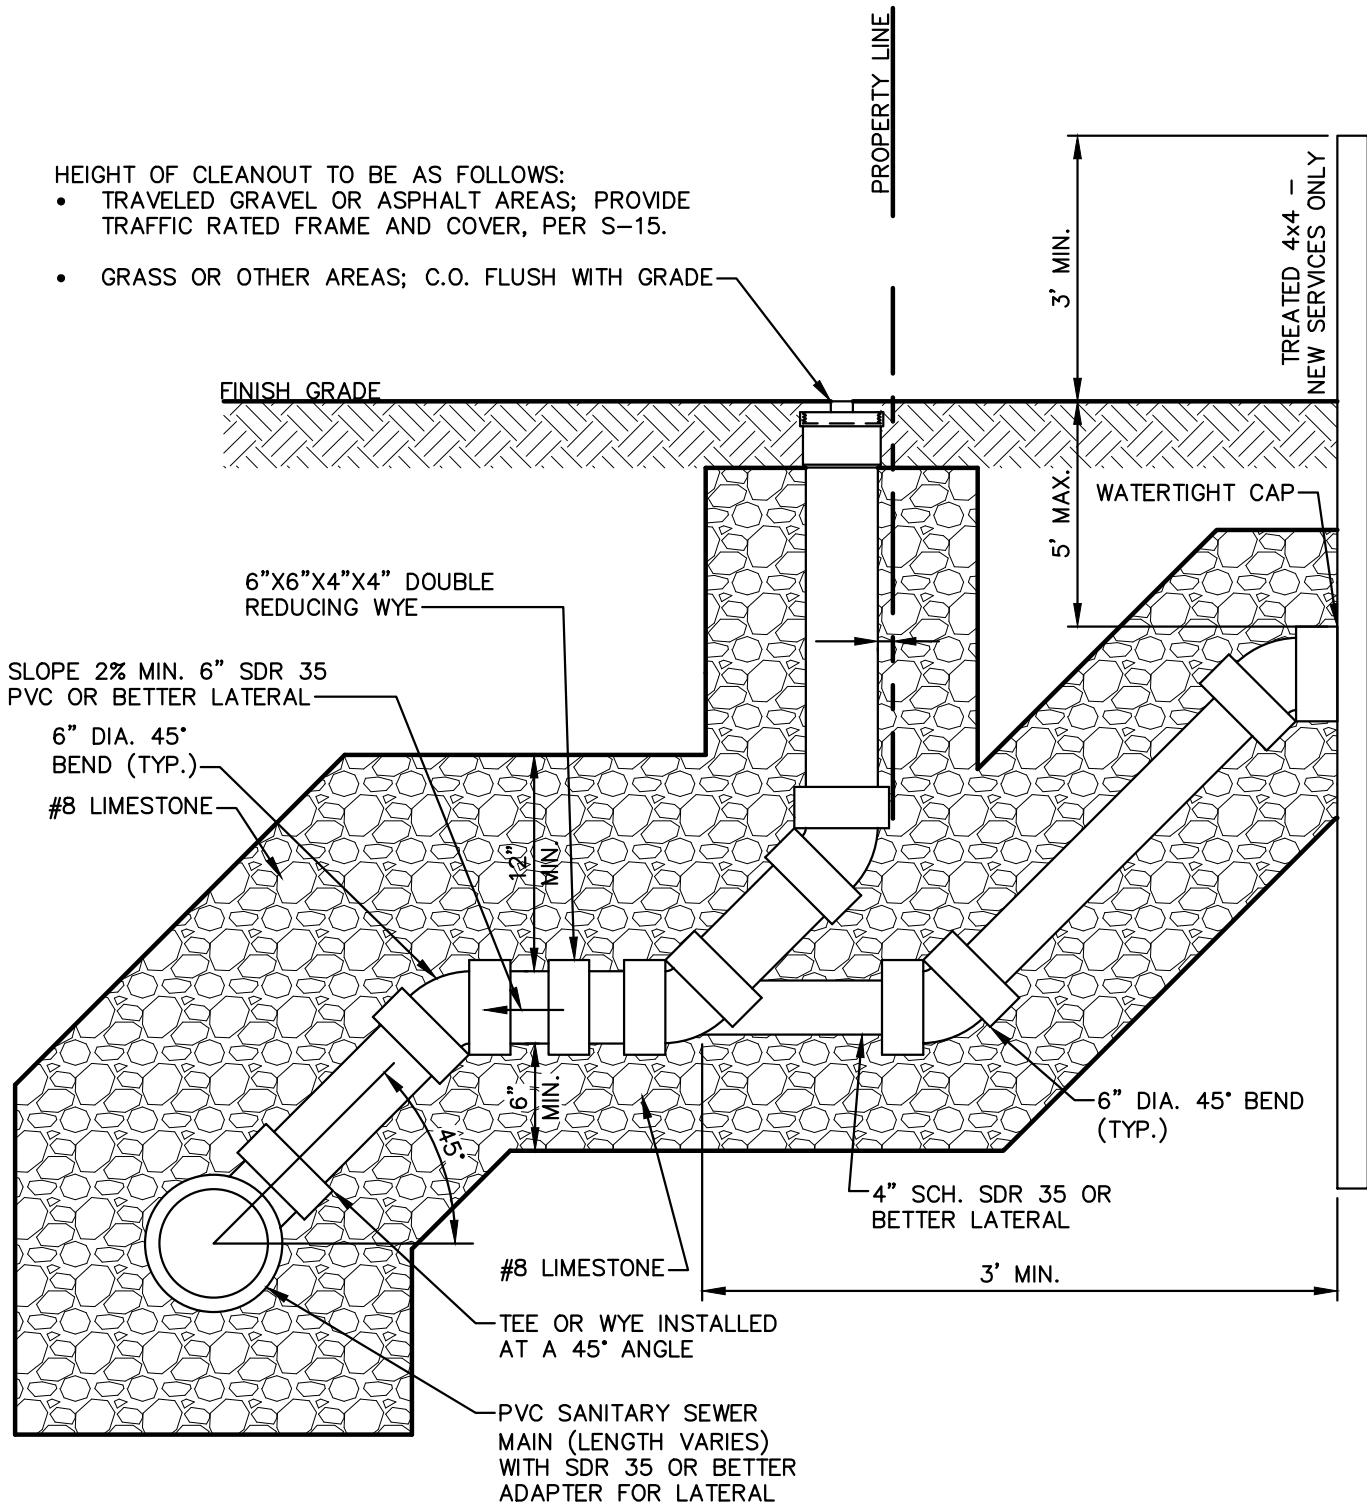 PROPERTY LINE
HEIGHT OF CLEANOUT TO BE AS FOLLOWS:
• TRAVELED GRAVEL OR ASPHALT AREAS; PROVIDE
TRAFFIC RATED FRAME AND COVER, PER S-15.
• GRASS OR OTHER AREAS; C.O. FLUSH WITH GRADE
3' MIN.
TREATED 4x4 -
NEW SERVICES ONLY
FINISH GRADE
5' MAX.
WATERTIGHT CAP
6"X6"X4"X4" DOUBLE
REDUCING WYE
SLOPE 2% MIN. 6" SDR 35
PVC OR BETTER LATERAL
6" DIA. 45°
BEND (TYP.)
#8 LIMESTONE
12"
MIN.
6"
MIN.
45°
6" DIA. 45° BEND
(TYP.)
4" SCH. SDR 35 OR
BETTER LATERAL
#8 LIMESTONE
3' MIN.
TEE OR WYE INSTALLED
AT A 45° ANGLE
PVC SANITARY SEWER
MAIN (LENGTH VARIES)
WITH SDR 35 OR BETTER
ADAPTER FOR LATERAL